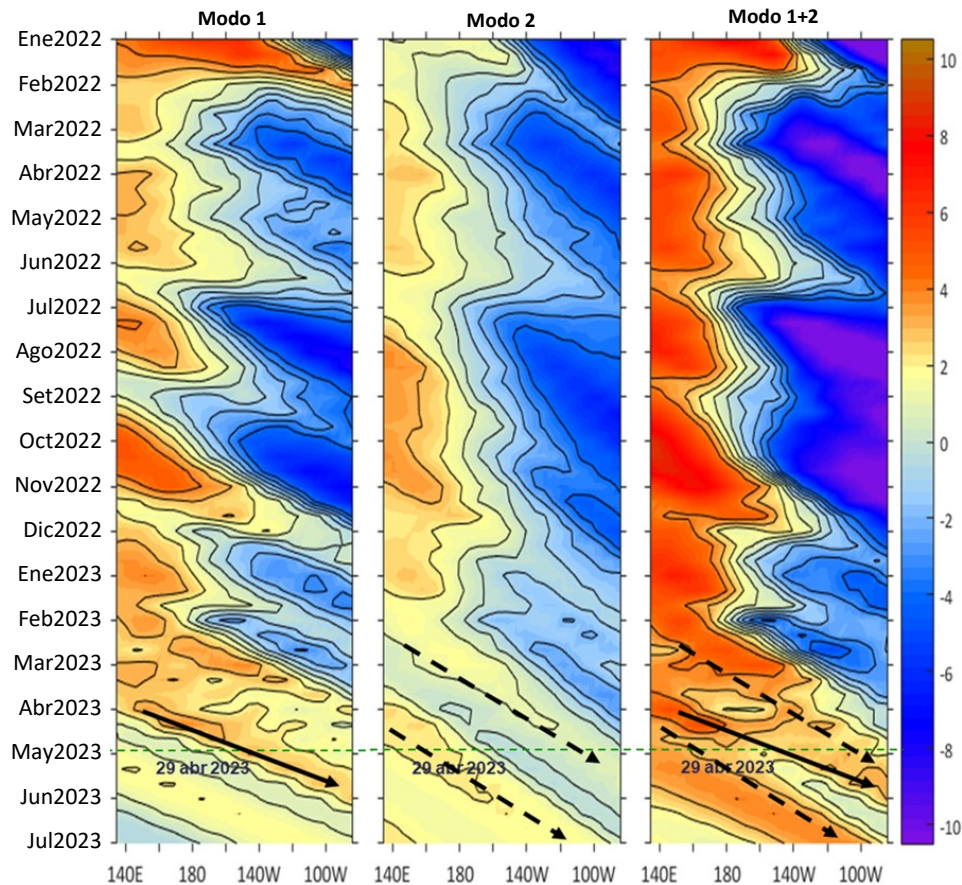 Modo 1
Modo 2
Modo 1+2
Ene2022
Feb2022
Mar2022
Abr2022
May2022
Jun2022
Jul2022
Ago2022
Set2022
Oct2022
Nov2022
Dic2022
Ene2023
Feb2023
Mar2023
Abr2023
May2023
Jun2023
Jul2023
29 abr 2023
29 abr 2023
29 abr 2023
140E 180 140W 100W
140E 180 140W 100W
140E 180 140W 100W
10
8
6
4
2
0
-2
-4
-6
-8
-10